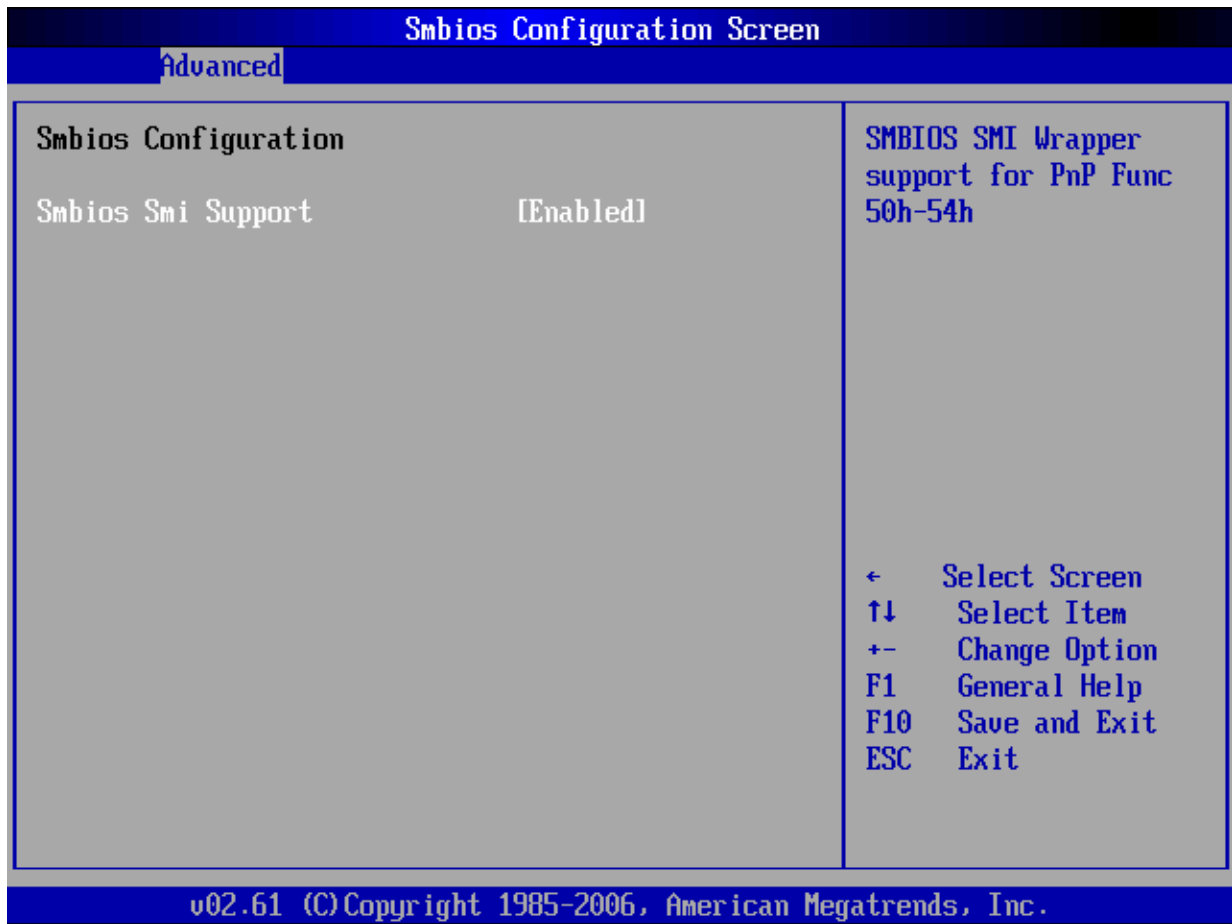 Smbios Configuration Screen
Advanced
Smbios Configuration
Smbios Smi Support [Enabled]
SMBIOS SMI Wrapper
support for PnP Func
50h-54h
← Select Screen
↑↓ Select Item
+- Change Option
F1 General Help
F10 Save and Exit
ESC Exit
v02.61 (C)Copyright 1985-2006, American Megatrends, Inc.